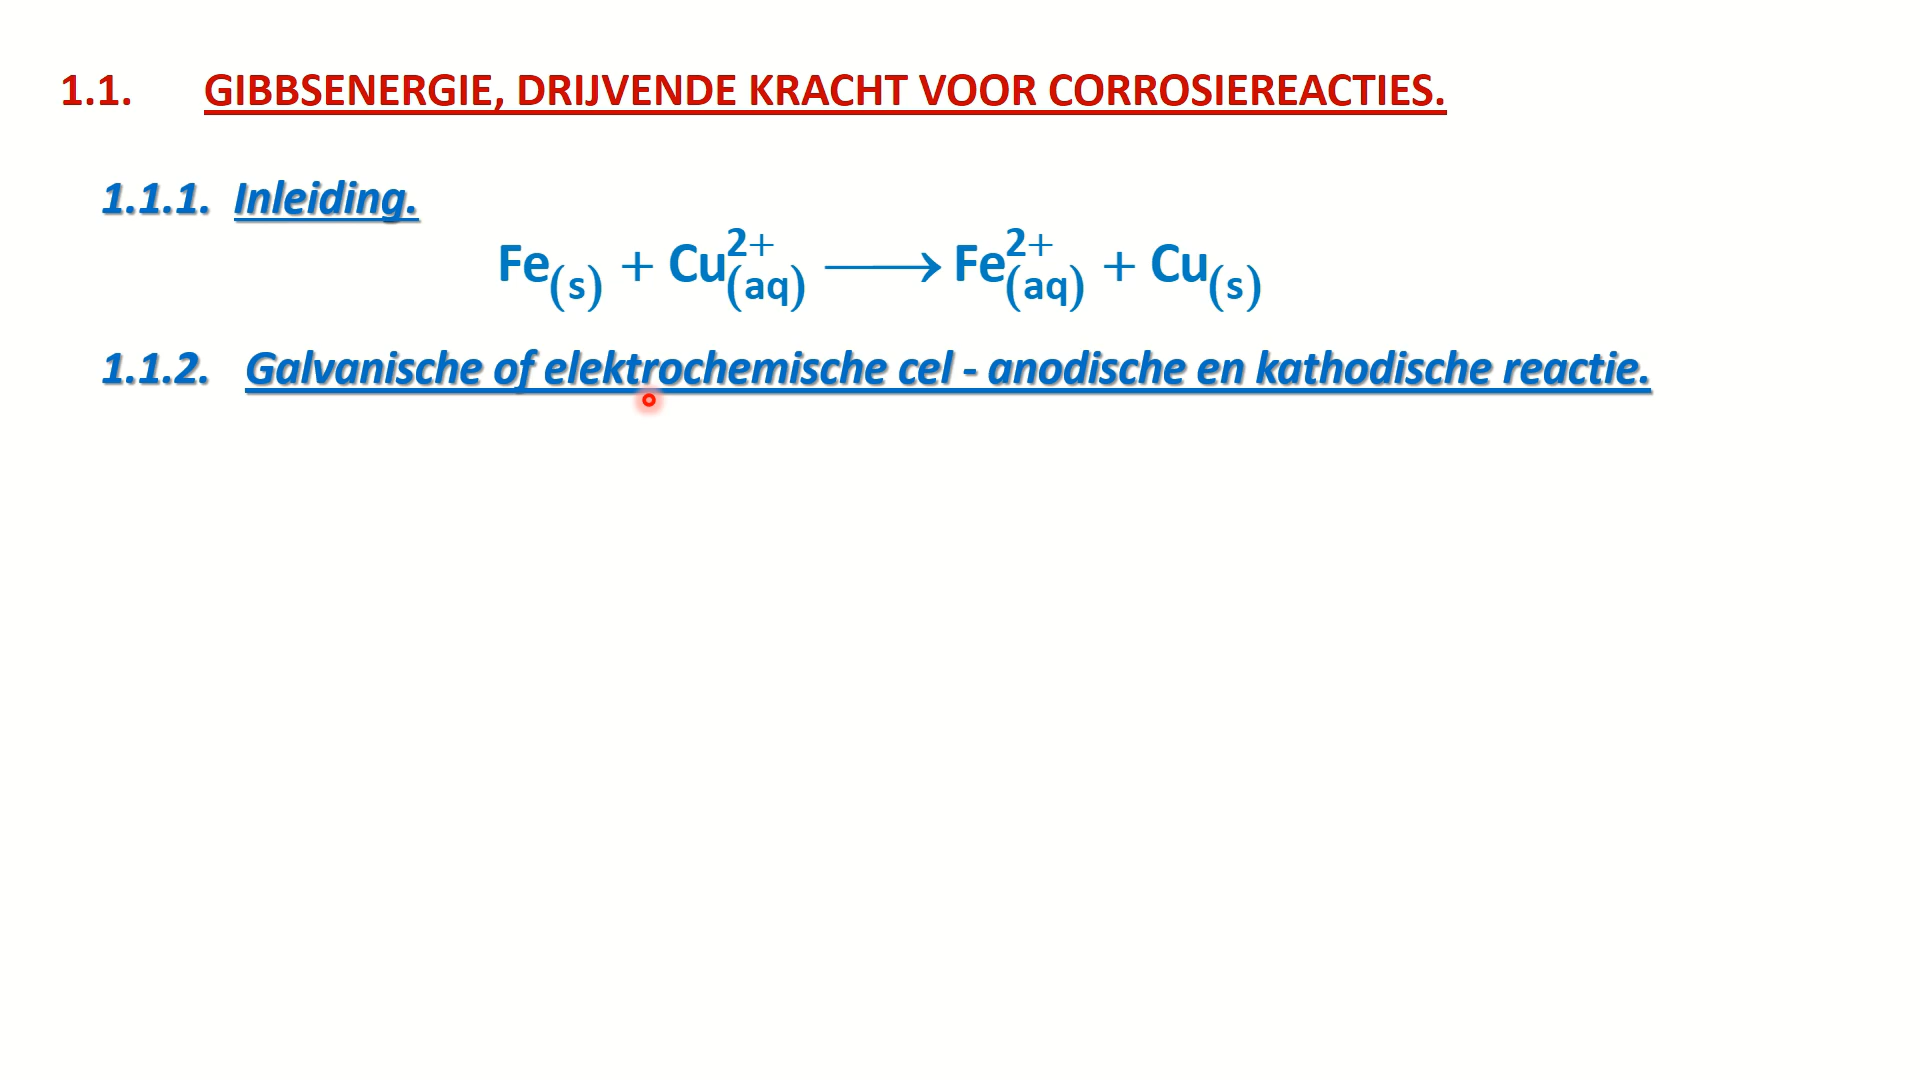 1.1. GIBBSENERGIE, DRIJVENDE KRACHT VOOR CORROSIEREACTIES.
1.1.1. Inleiding.
Fe(s) + Cu2+(aq) ⟶ Fe2+(aq) + Cu(s)
1.1.2. Galvanische of elektrochemische cel - anodische en kathodische reactie.